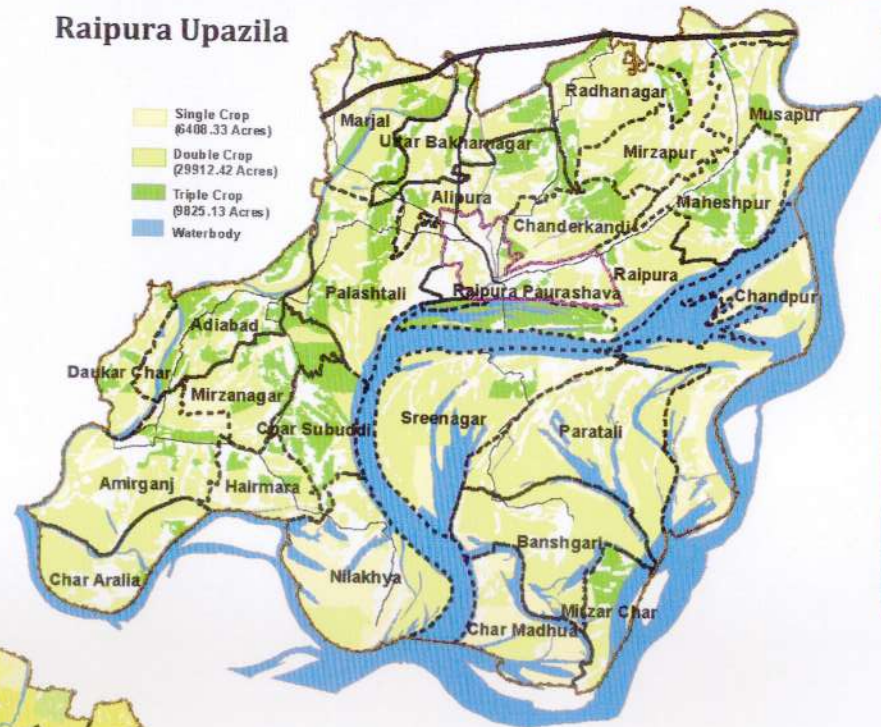 Raipura Upazila
Single Crop
(6408.33 Acres)
Double Crop
(29912.42 Acres)
Triple Crop
(9825.13 Acres)
Waterbody
Radhanagar
Marjal
Musapur
Uttar Bakharnagar
Mirzapur
Alipura
Maheshpur
Chanderkandi
Raipura
Palashtali
Raipura Paurashava
Chandpur
Adiabad
Daukar Char
Mirzanagar
Sreenagar
Char Subuddi
Paratali
Amirganj
Hairmara
Banshgari
Char Aralia
Nilakhya
Mirzar Char
Char Madhua